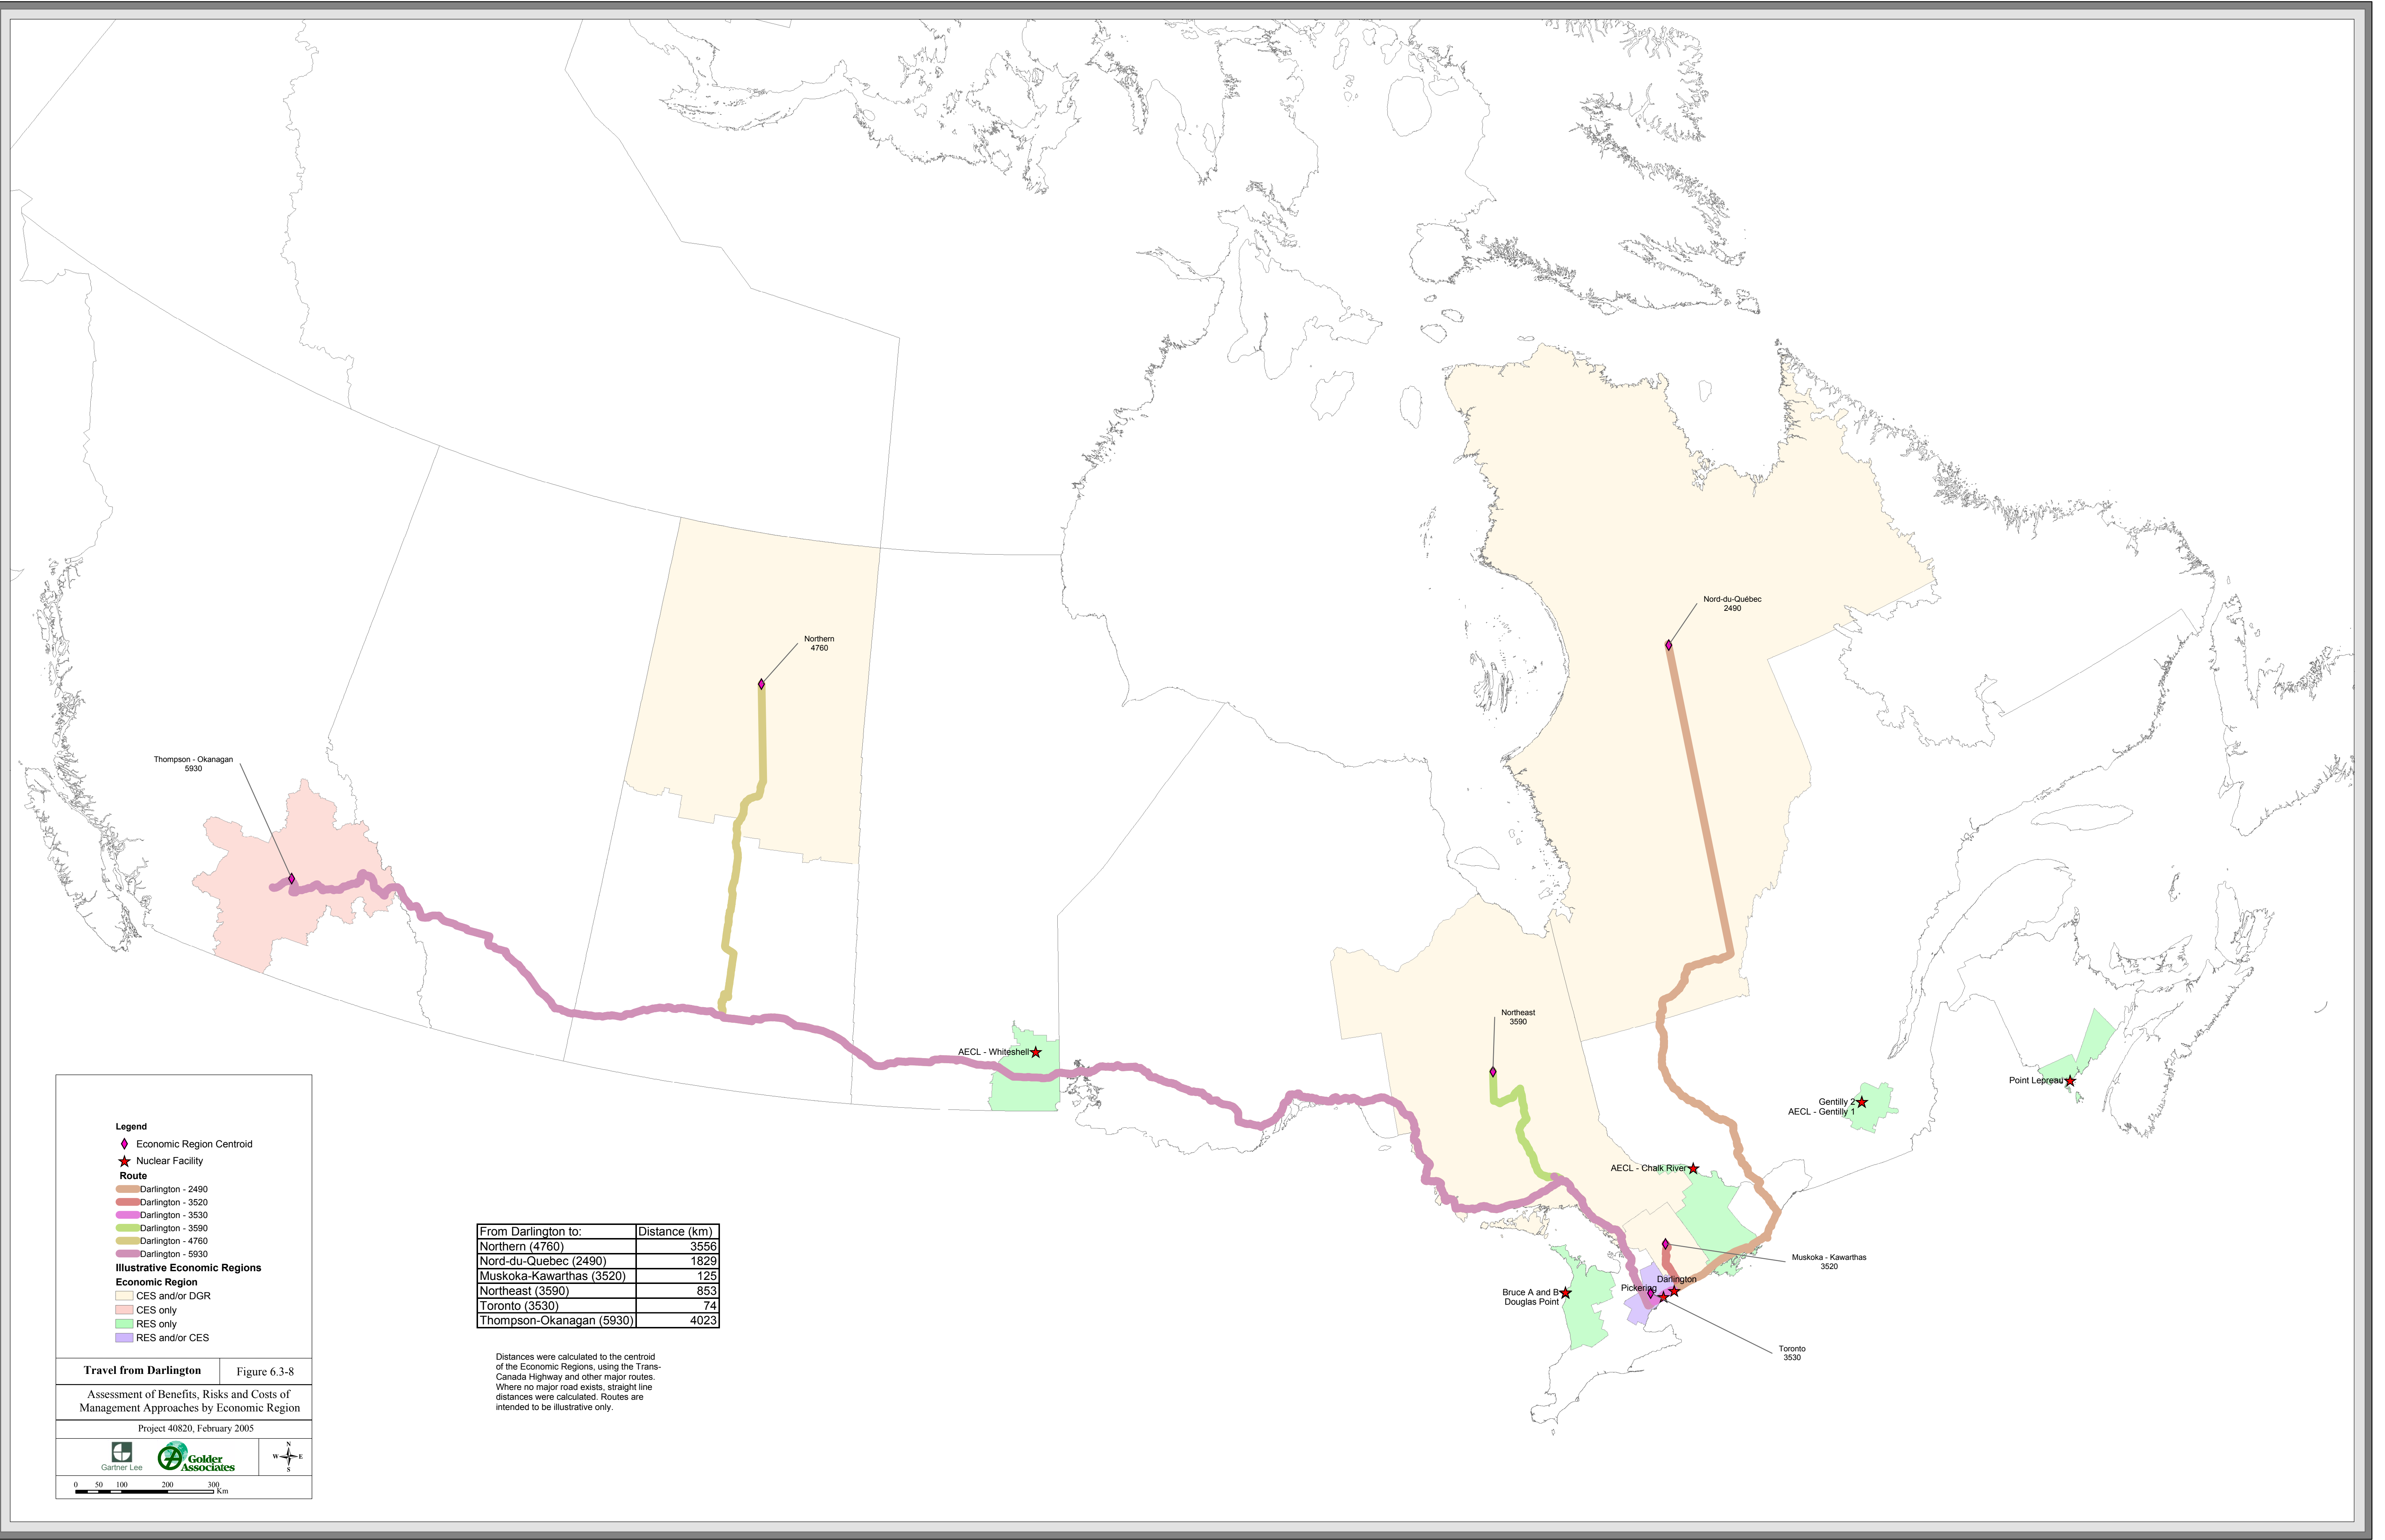 Nord-du-Québec
2490
Northern
4760
Thompson - Okanagan
5930
Northeast
3590
AECL - Whiteshell
Point Lepreau
Gentilly 2
AECL - Gentilly 1
AECL - Chalk River
Muskoka - Kawarthas
3520
Darlington
Pickering
Bruce A and B
Douglas Point
Toronto
3530
Legend
Economic Region Centroid
Nuclear Facility
Route
Darlington - 2490
Darlington - 3520
Darlington - 3530
Darlington - 3590
Darlington - 4760
Darlington - 5930
Illustrative Economic Regions
Economic Region
CES and/or DGR
CES only
RES only
RES and/or CES
Travel from Darlington Figure 6.3-8
Assessment of Benefits, Risks and Costs of
Management Approaches by Economic Region
Project 40820, February 2005
Gartner Lee
Golder
Associates
N
W E
S
0 50 100 200 300
Km
From Darlington to: Distance (km)
Northern (4760) 3556
Nord-du-Quebec (2490) 1829
Muskoka-Kawarthas (3520) 125
Northeast (3590) 853
Toronto (3530) 74
Thompson-Okanagan (5930) 4023
Distances were calculated to the centroid
of the Economic Regions, using the Trans-
Canada Highway and other major routes.
Where no major road exists, straight line
distances were calculated. Routes are
intended to be illustrative only.